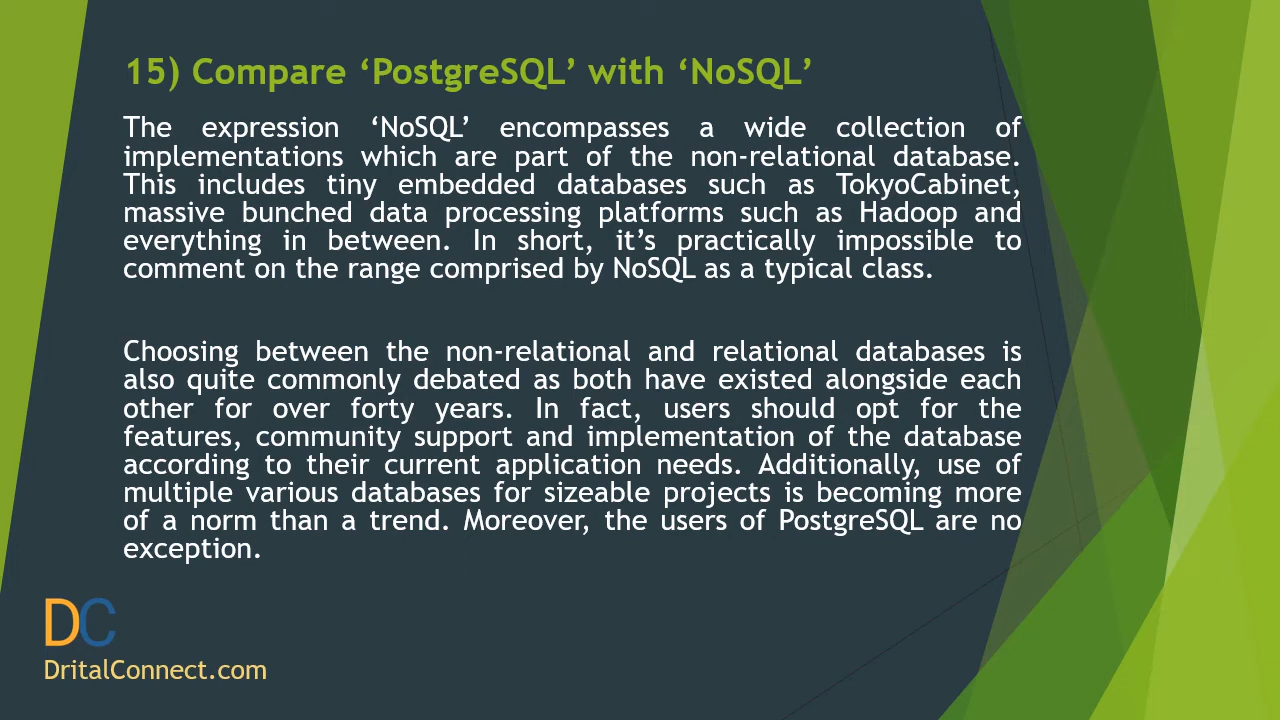 15) Compare ‘PostgreSQL’ with ‘NoSQL’
The expression ‘NoSQL’ encompasses a wide collection of
implementations which are part of the non-relational database.
This includes tiny embedded databases such as TokyoCabinet,
massive bunched data processing platforms such as Hadoop and
everything in between. In short, it’s practically impossible to
comment on the range comprised by NoSQL as a typical class.
Choosing between the non-relational and relational databases is
also quite commonly debated as both have existed alongside each
other for over forty years. In fact, users should opt for the
features, community support and implementation of the database
according to their current application needs. Additionally, use of
multiple various databases for sizeable projects is becoming more
of a norm than a trend. Moreover, the users of PostgreSQL are no
exception.
DC
DritalConnect.com